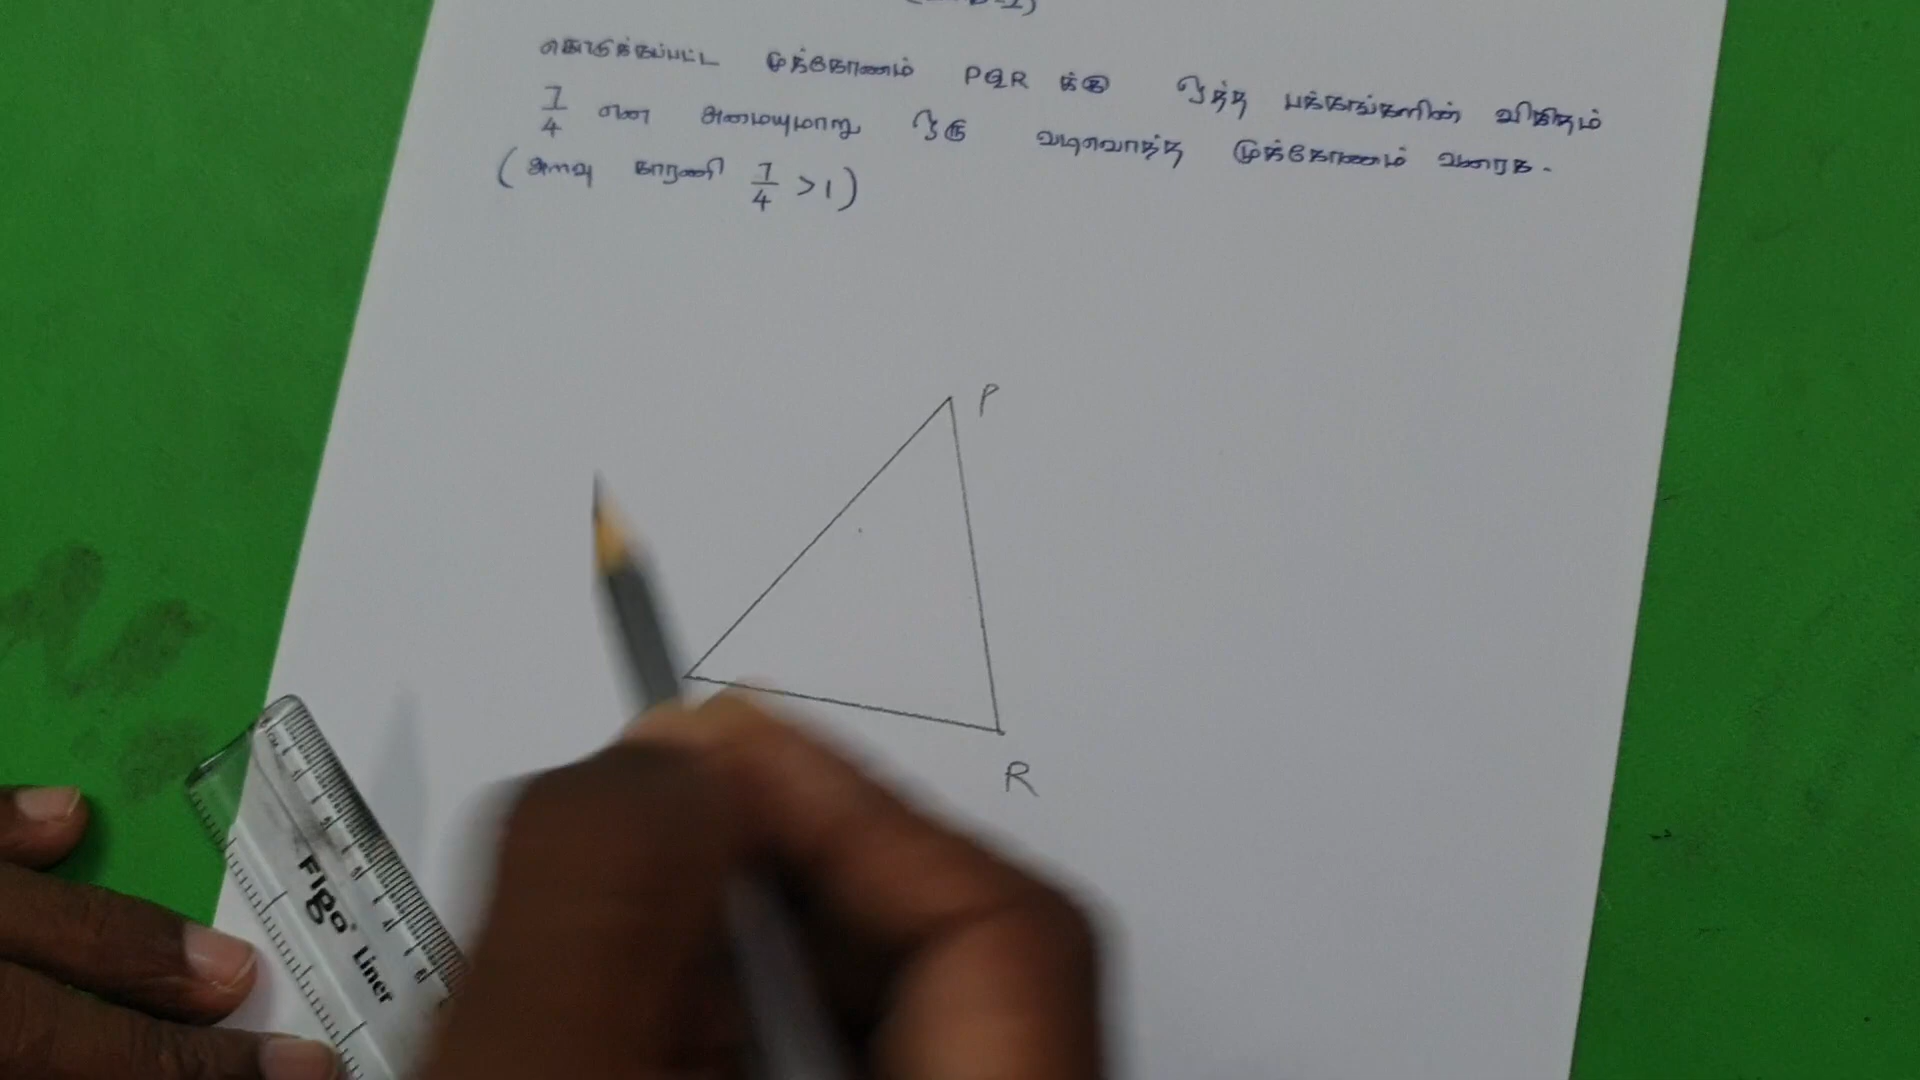 கொடுக்கப்பட்ட முக்கோணம் PQR க்கு ஒத்த பக்கங்களின் விகிதம்
7/4 என அமையுமாறு ஒரு வடிவொத்த முக்கோணம் வரைக.
(அளவு காரணி 7/4 > 1)
P
R
Figo Liner